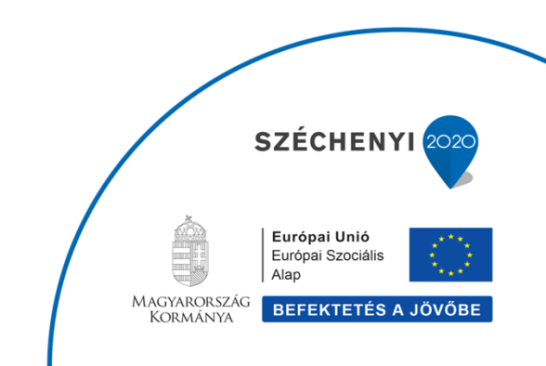 SZÉCHENYI 2020
Európai Unió
Európai Szociális
Alap
MAGYARORSZÁG
KORMÁNYA
BEFEKTETÉS A JÖVŐBE